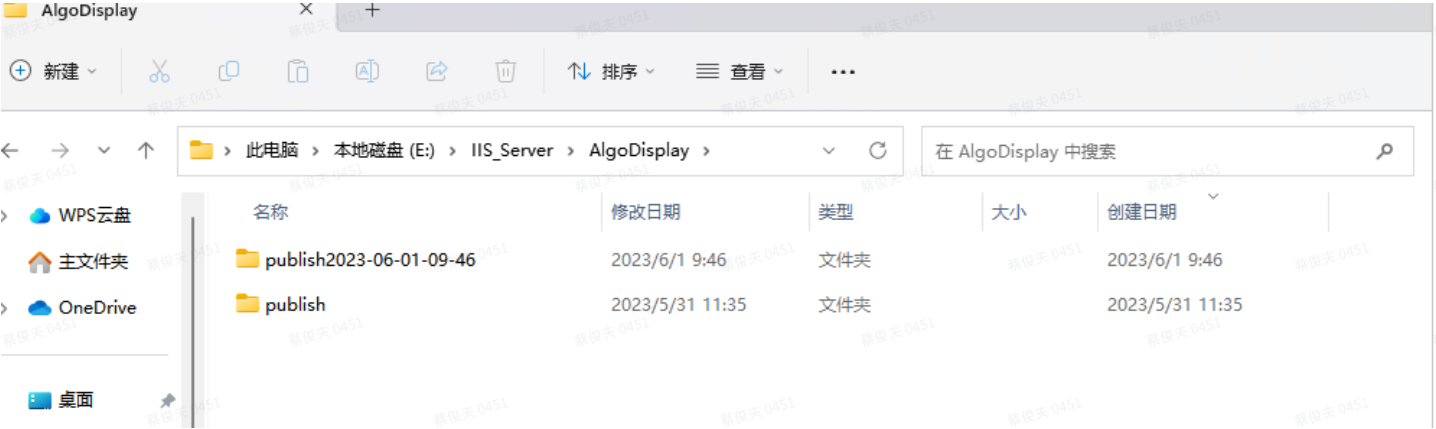 AlgoDisplay
新建
排序
查看
此电脑 > 本地磁盘 (E:) > IIS_Server > AlgoDisplay >
在 AlgoDisplay 中搜索
WPS云盘
主文件夹
OneDrive
桌面
名称 修改日期 类型 大小 创建日期
publish2023-06-01-09-46 2023/6/1 9:46 文件夹 2023/6/1 9:46
publish 2023/5/31 11:35 文件夹 2023/5/31 11:35
蔡俊夫 0451